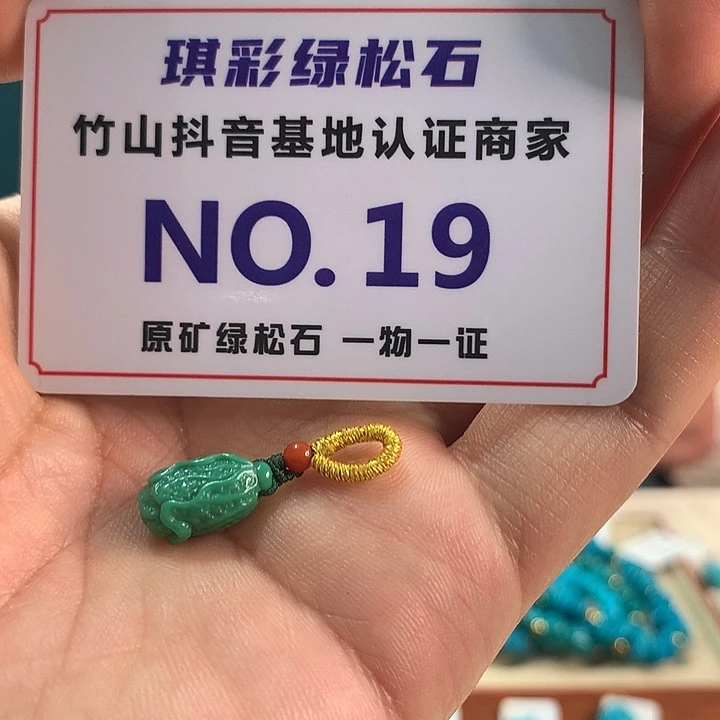 琪彩绿松石
竹山抖音基地认证商家
NO.19
原矿绿松石 一物一证